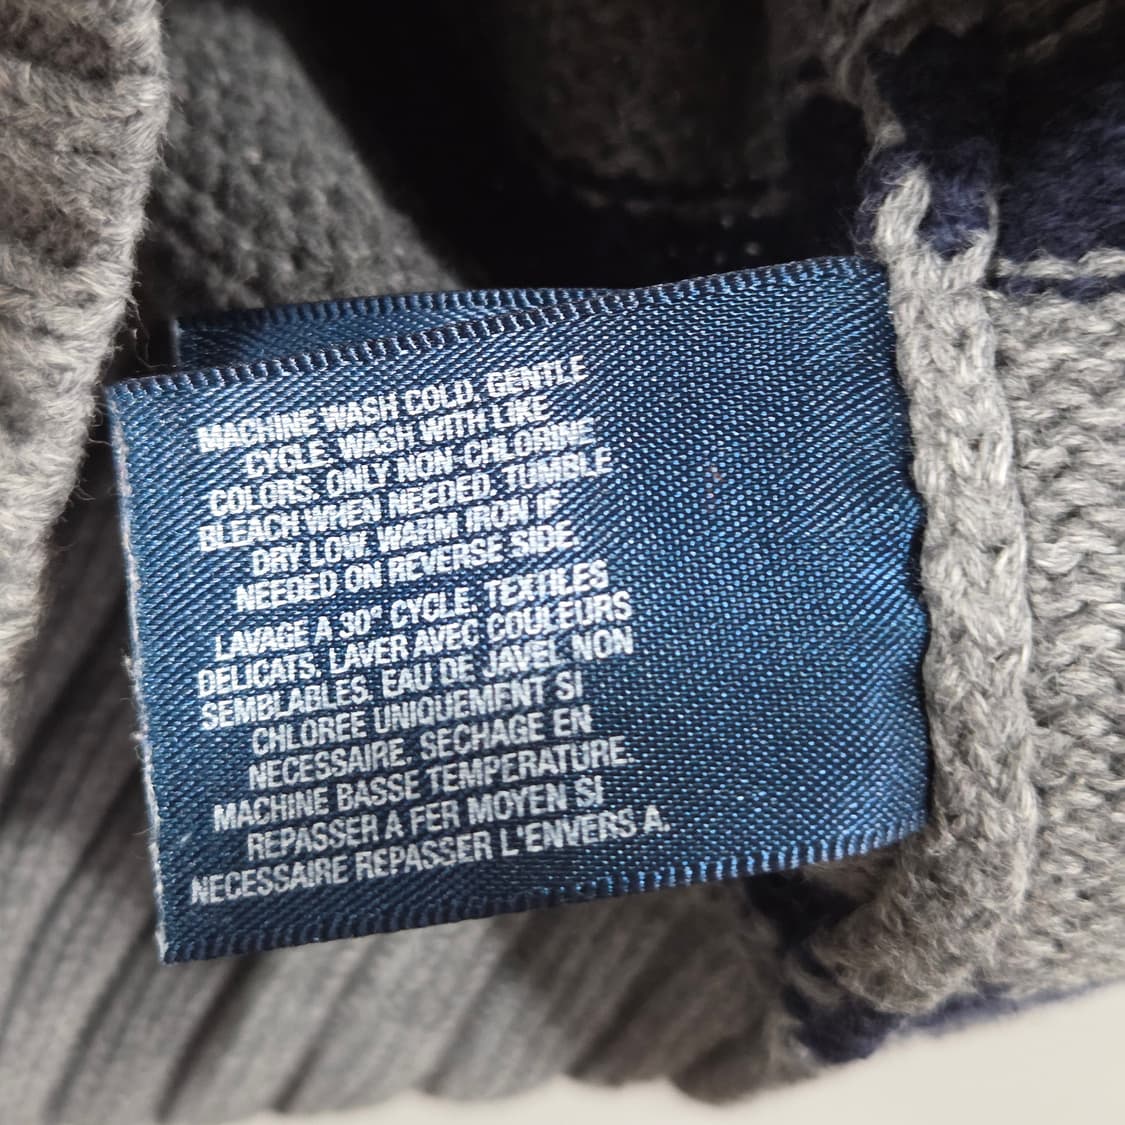 MACHINE WASH COLD, GENTLE
CYCLE. WASH WITH LIKE
COLORS. ONLY NON-CHLORINE
BLEACH WHEN NEEDED. TUMBLE
DRY LOW. WARM IRON IF
NEEDED ON REVERSE SIDE.
LAVAGE A 30° CYCLE. TEXTILES
DELICATS. LAVER AVEC COULEURS
SEMBLABLES. EAU DE JAVEL NON
CHLOREE UNIQUEMENT SI
NECESSAIRE. SECHAGE EN
MACHINE BASSE TEMPERATURE.
REPASSER A FER MOYEN SI
NECESSAIRE REPASSER L'ENVERS A.